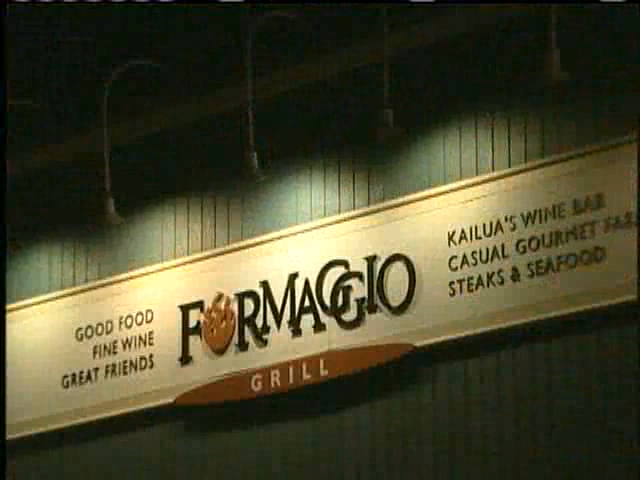 GOOD FOOD
FINE WINE
GREAT FRIENDS
FORMAGGIO
GRILL
KAILUA'S WINE BAR
CASUAL GOURMET
STEAKS & SEAFOOD